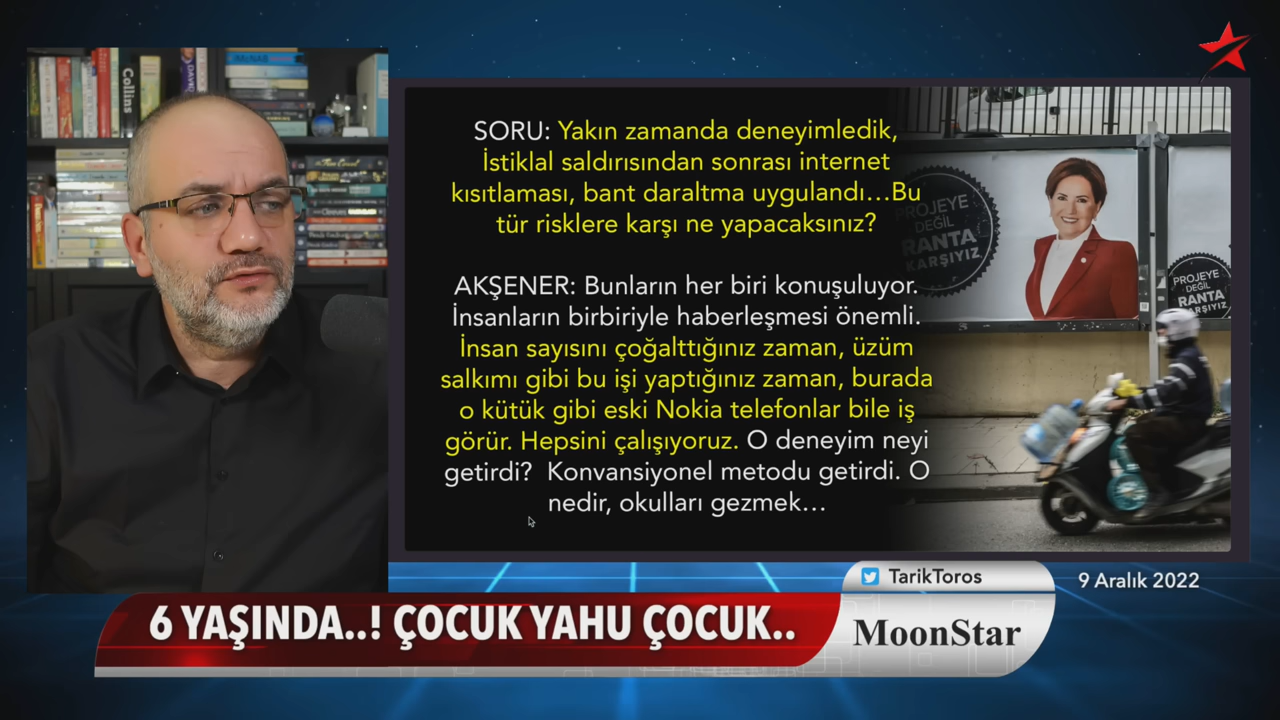 Collins
SORU: Yakın zamanda deneyimledik,
İstiklal saldırısından sonrası internet
kısıtlaması, bant daraltma uygulandı...Bu
tür risklere karşı ne yapacaksınız?
AKŞENER: Bunların her biri konuşuluyor.
İnsanların birbiriyle haberleşmesi önemli.
İnsan sayısını çoğalttığınız zaman, üzüm
salkımı gibi bu işi yaptığınız zaman, burada
o kütük gibi eski Nokia telefonlar bile iş
görür. Hepsini çalışıyoruz. O deneyim neyi
getirdi? Konvansiyonel metodu getirdi. O
nedir, okulları gezmek...
PROJEYE
DEĞİL
RANTA
KARŞIYIZ
PROJEYE
DEĞİL
RANTA
KARŞIYIZ
TarikToros
9 Aralık 2022
6 YAŞINDA..! ÇOCUK YAHU ÇOCUK..
MoonStar